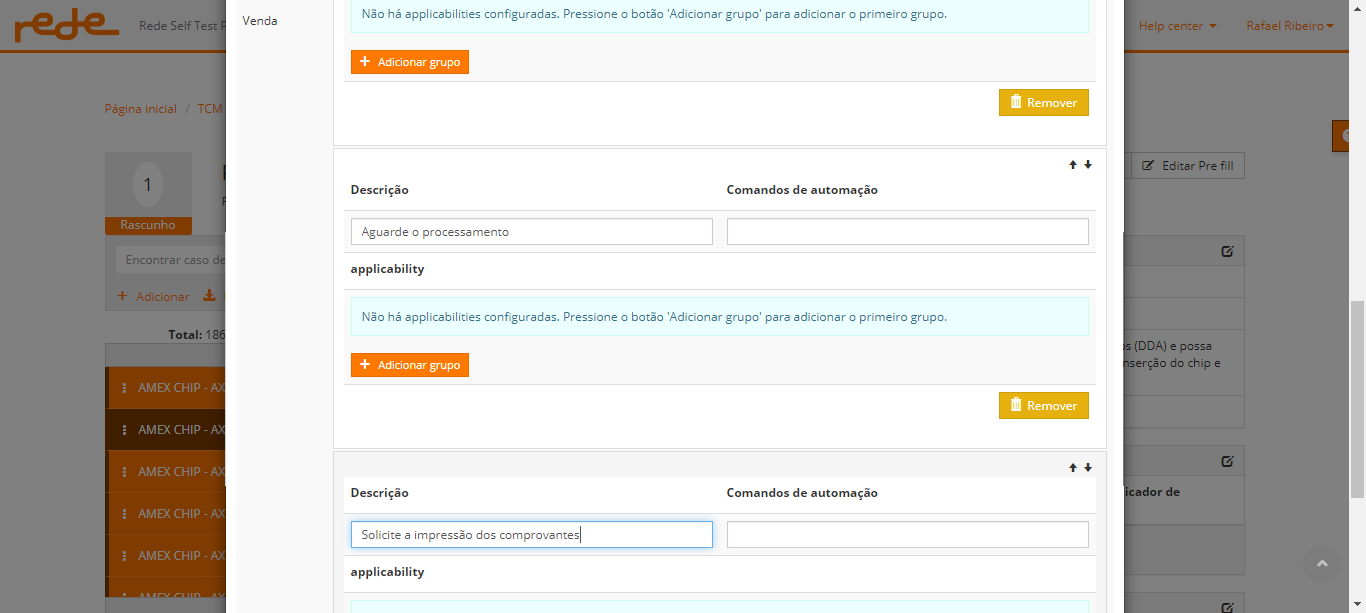 rede
Rede Self Test
Help center
Rafael Ribeiro
Venda
Não há applicabilities configuradas. Pressione o botão 'Adicionar grupo' para adicionar o primeiro grupo.
+ Adicionar grupo
Página inicial / TCM
Remover
1
Rascunho
Editar Pre fill
Descrição
Comandos de automação
Aguarde o processamento
Encontrar caso de
applicability
+ Adicionar
Não há applicabilities configuradas. Pressione o botão 'Adicionar grupo' para adicionar o primeiro grupo.
Total: 186
os (DDA) e possa
inserção do chip e
+ Adicionar grupo
AMEX CHIP - AX
Remover
AMEX CHIP - AX
AMEX CHIP - AX
Descrição
Comandos de automação
icador de
AMEX CHIP - AX
Solicite a impressão dos comprovantes
AMEX CHIP - AX
applicability
AMEX CHIP - AX